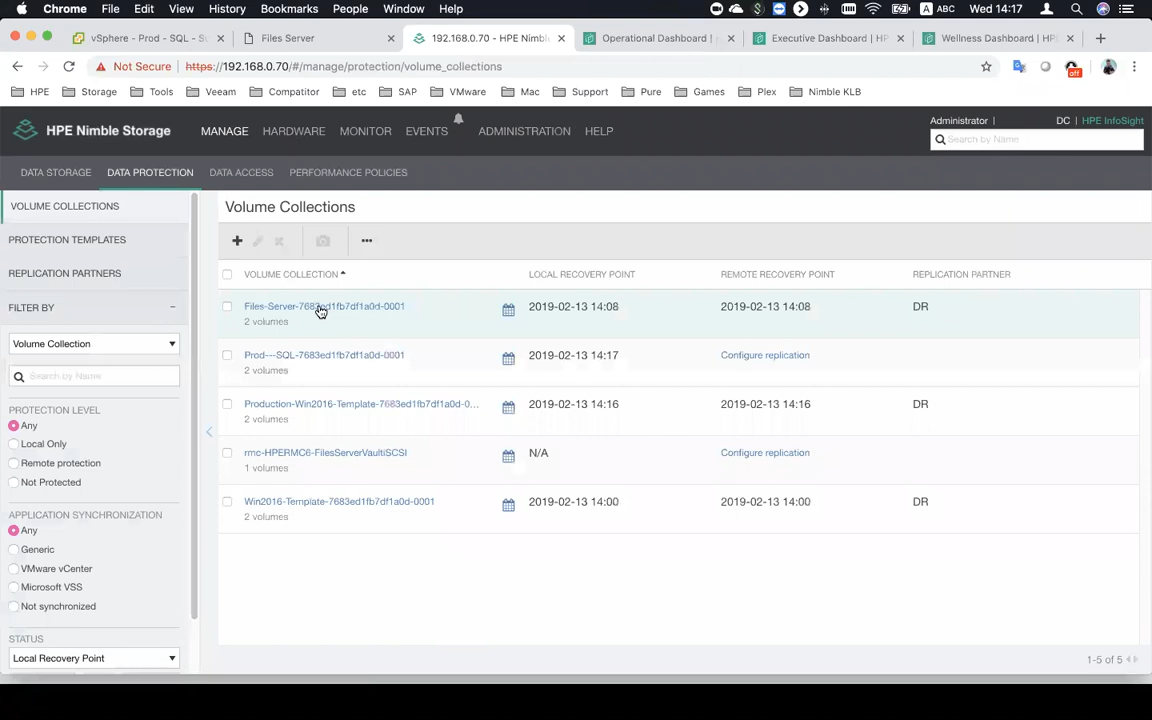 Chrome File Edit View History Bookmarks People Window Help ABC Wed 14:17
vSphere - Prod - SQL - S Files Server 192.168.0.70 - HPE Nimble Operational Dashboard | Executive Dashboard | HP Wellness Dashboard | HPE
Not Secure https://192.168.0.70/#/manage/protection/volume_collections off
HPE Storage Tools Veeam Compatitor etc SAP VMware Mac Support Pure Games Plex Nimble KLB
HPE Nimble Storage MANAGE HARDWARE MONITOR EVENTS ADMINISTRATION HELP
Administrator | DC | HPE InfoSight
Search by Name
DATA STORAGE DATA PROTECTION DATA ACCESS PERFORMANCE POLICIES
VOLUME COLLECTIONS
PROTECTION TEMPLATES
REPLICATION PARTNERS
FILTER BY
Volume Collection
Search by Name
PROTECTION LEVEL
Any
Local Only
Remote protection
Not Protected
APPLICATION SYNCHRONIZATION
Any
Generic
VMware vCenter
Microsoft VSS
Not synchronized
STATUS
Local Recovery Point
Volume Collections
VOLUME COLLECTION LOCAL RECOVERY POINT REMOTE RECOVERY POINT REPLICATION PARTNER
Files-Server-7683ed1fb7df1a0d-0001 2019-02-13 14:08 2019-02-13 14:08 DR
2 volumes
Prod---SQL-7683ed1fb7df1a0d-0001 2019-02-13 14:17 Configure replication
2 volumes
Production-Win2016-Template-7683ed1fb7df1a0d-0... 2019-02-13 14:16 2019-02-13 14:16 DR
2 volumes
rmc-HPERMC6-FilesServerVaultiSCSI N/A Configure replication
1 volumes
Win2016-Template-7683ed1fb7df1a0d-0001 2019-02-13 14:00 2019-02-13 14:00 DR
2 volumes
1-5 of 5